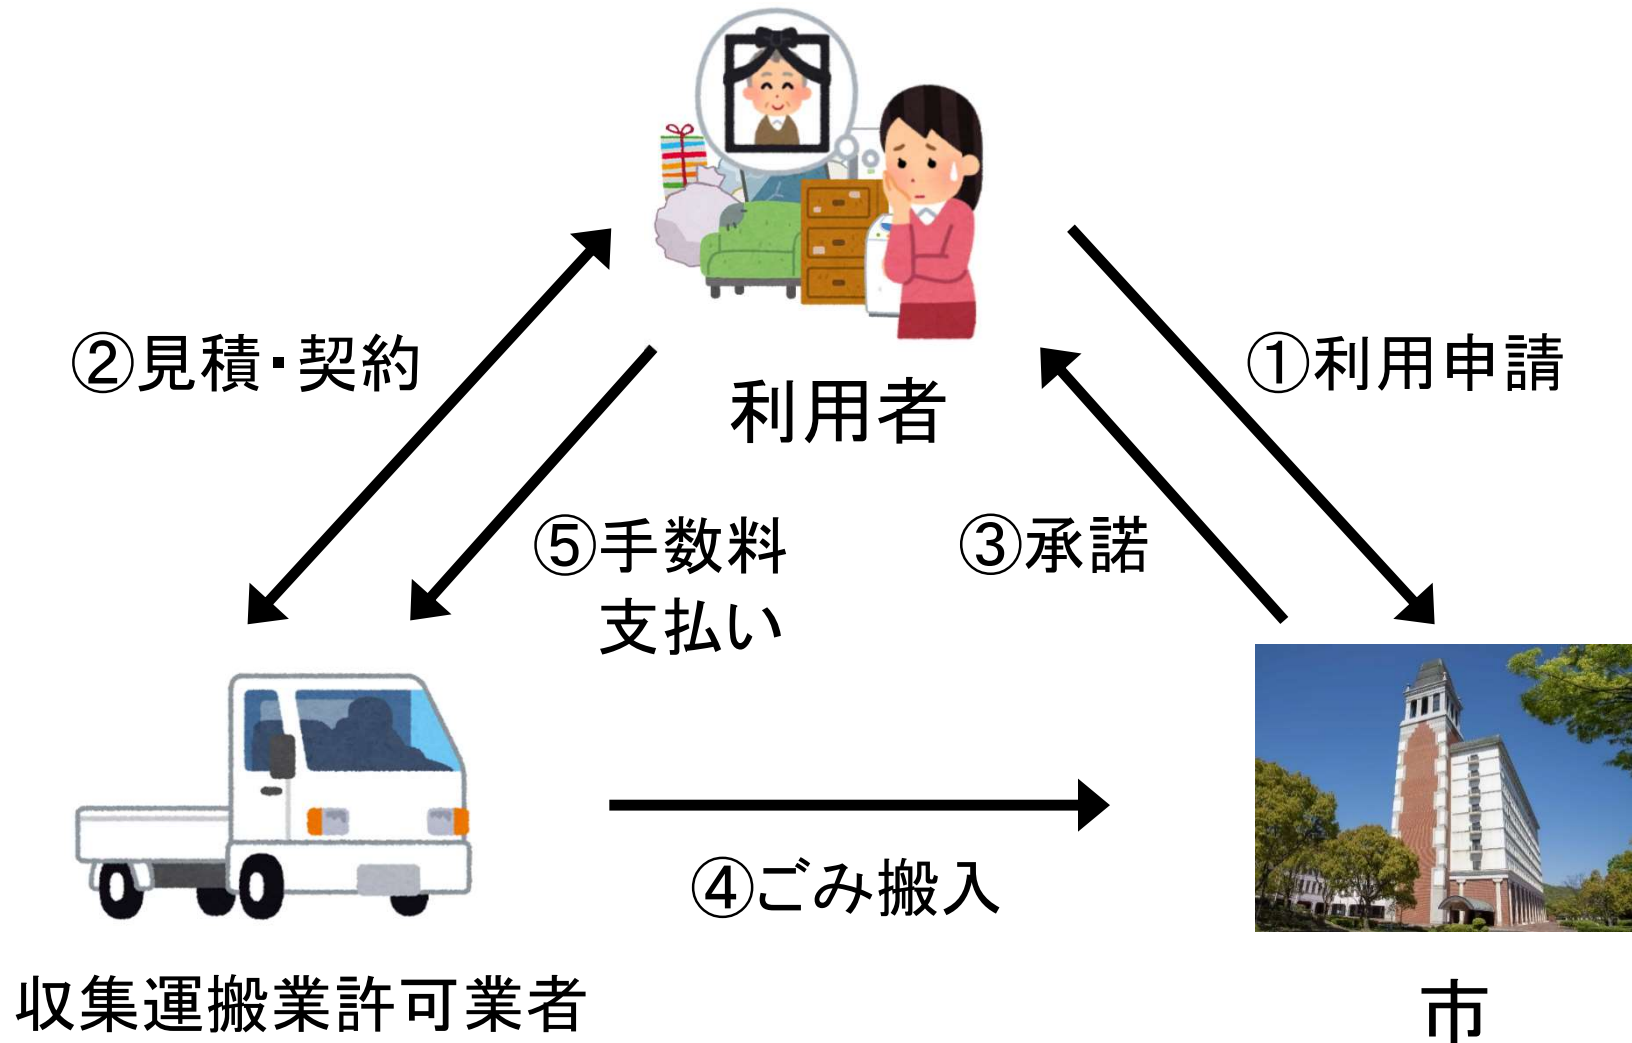 ②見積・契約
①利用申請
利用者
⑤手数料
支払い
③承諾
④ごみ搬入
収集運搬業許可業者
市